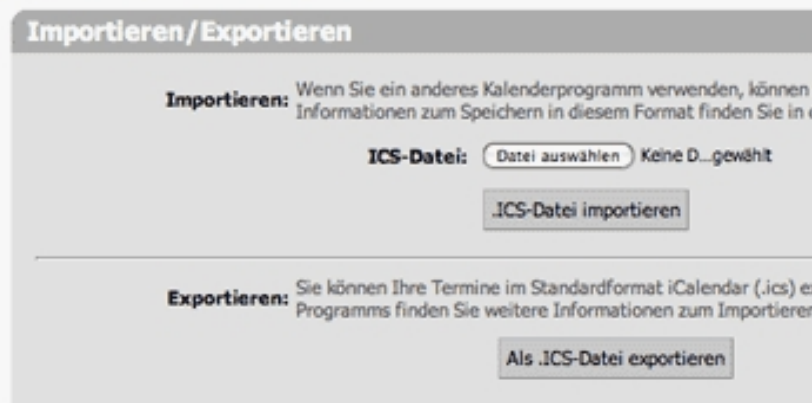 Importieren/Exportieren
Importieren: Wenn Sie ein anderes Kalenderprogramm verwenden, können
Informationen zum Speichern in diesem Format finden Sie in
ICS-Datei: Datei auswählen Keine D...gewählt
.ICS-Datei importieren
Exportieren: Sie können Ihre Termine im Standardformat iCalendar (.ics)
Programms finden Sie weitere Informationen zum
Als .ICS-Datei exportieren